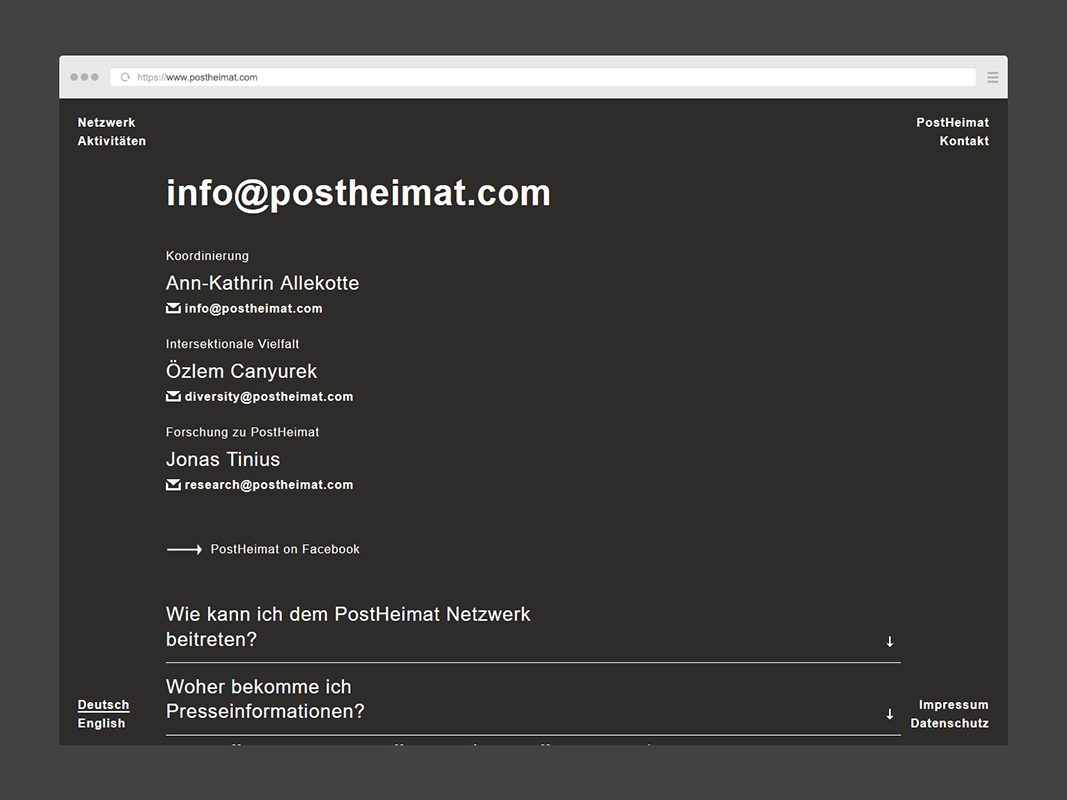 https://www.postheimat.com
Netzwerk
Aktivitäten
PostHeimat
Kontakt
info@postheimat.com
Koordinierung
Ann-Kathrin Allekotte
info@postheimat.com
Intersektionale Vielfalt
Özlem Canyurek
diversity@postheimat.com
Forschung zu PostHeimat
Jonas Tinius
research@postheimat.com
PostHeimat on Facebook
Wie kann ich dem PostHeimat Netzwerk
beitreten?
Woher bekomme ich
Presseinformationen?
Deutsch
English
Impressum
Datenschutz